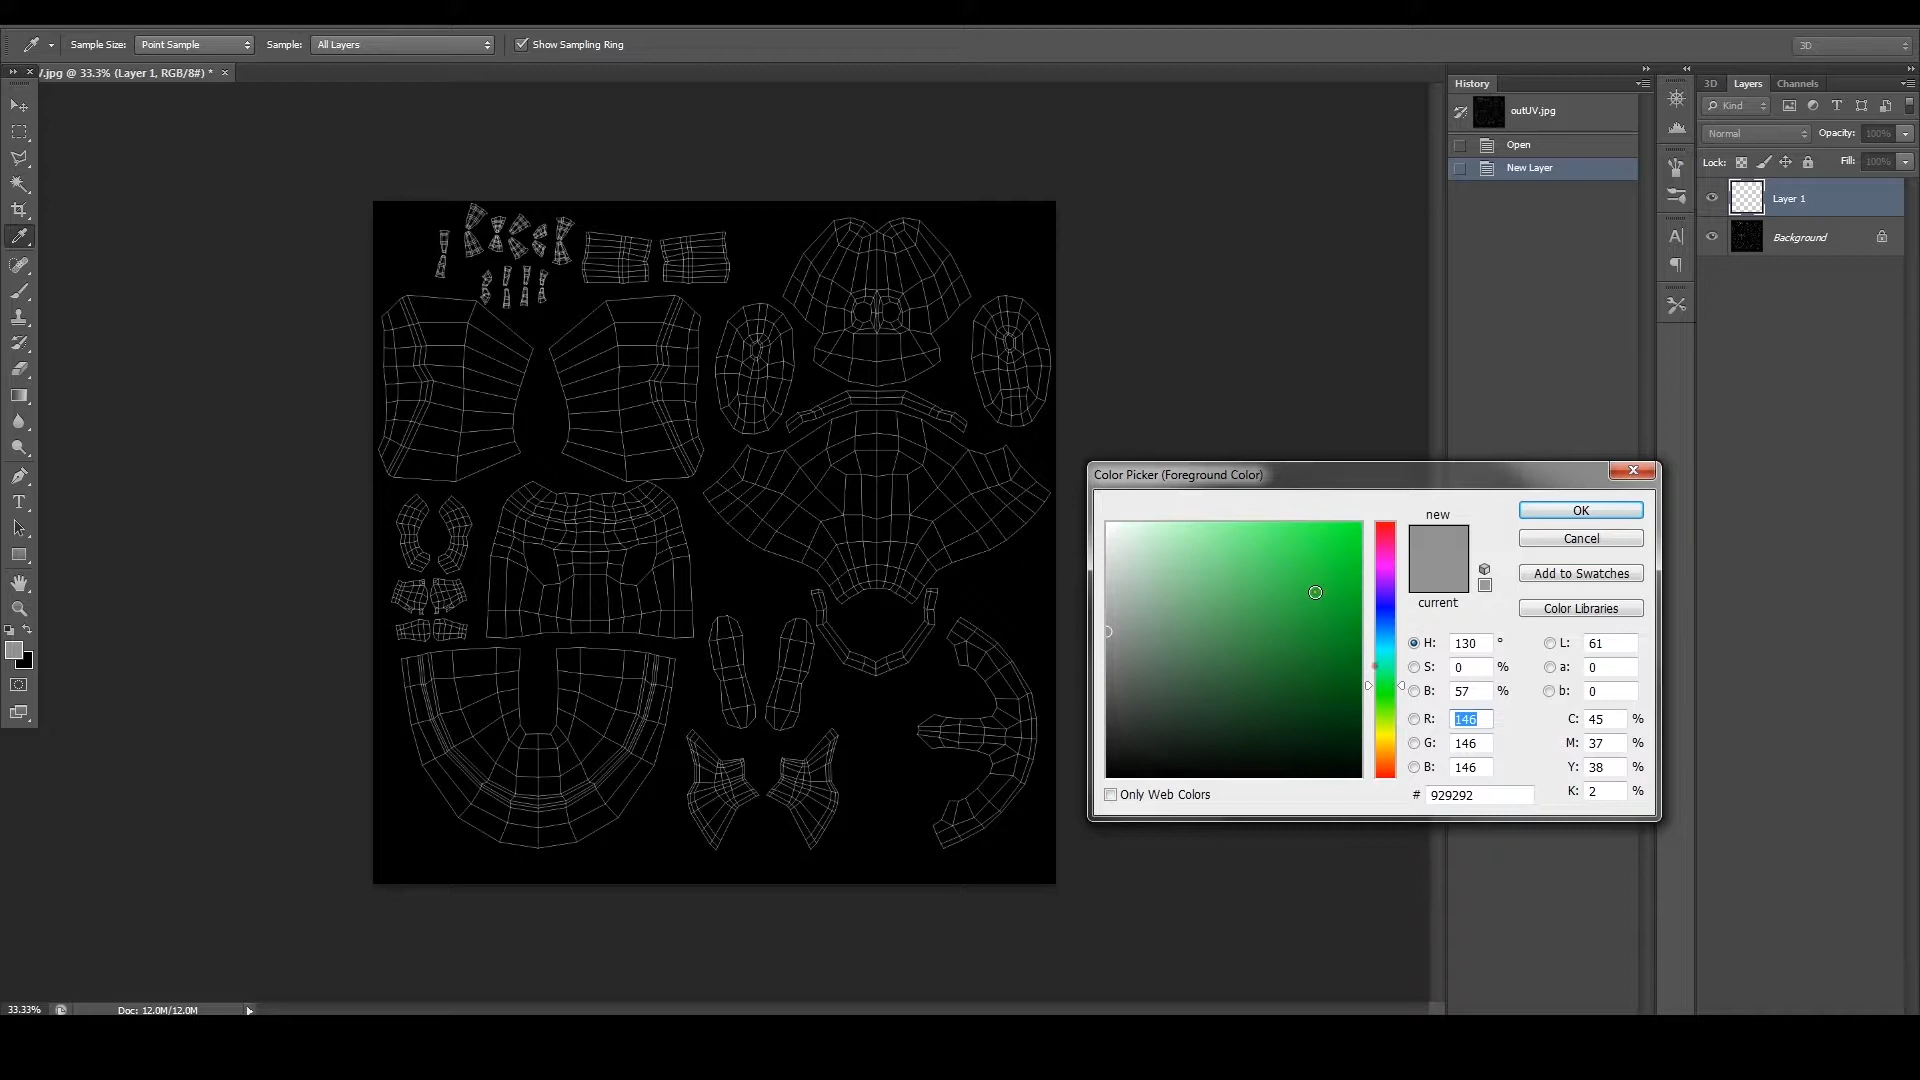 Sample Size: Point Sample Sample: All Layers Show Sampling Ring 3D
V.jpg @ 33.3% (Layer 1, RGB/8#) * ×
History
outUV.jpg
Open
New Layer
3D Layers Channels
Kind
Normal Opacity: 100%
Lock: Fill: 100%
Layer 1
Background
Color Picker (Foreground Color)
new
current
OK
Cancel
Add to Swatches
Color Libraries
H: 130 ° L: 61
S: 0 % a: 0
B: 57 % b: 0
R: 146 C: 45 %
G: 146 M: 37 %
B: 146 Y: 38 %
# 929292 K: 2 %
Only Web Colors
33.33% Doc: 12.0M/12.0M